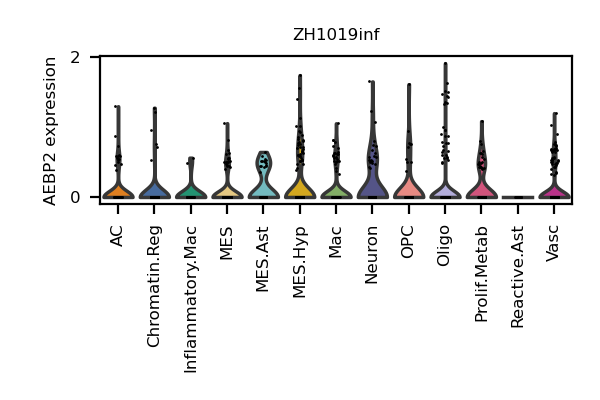 ZH1019inf
AEBP2 expression
2
0
AC
Chromatin.Reg
Inflammatory.Mac
MES
MES.Ast
MES.Hyp
Mac
Neuron
OPC
Oligo
Prolif.Metab
Reactive.Ast
Vasc